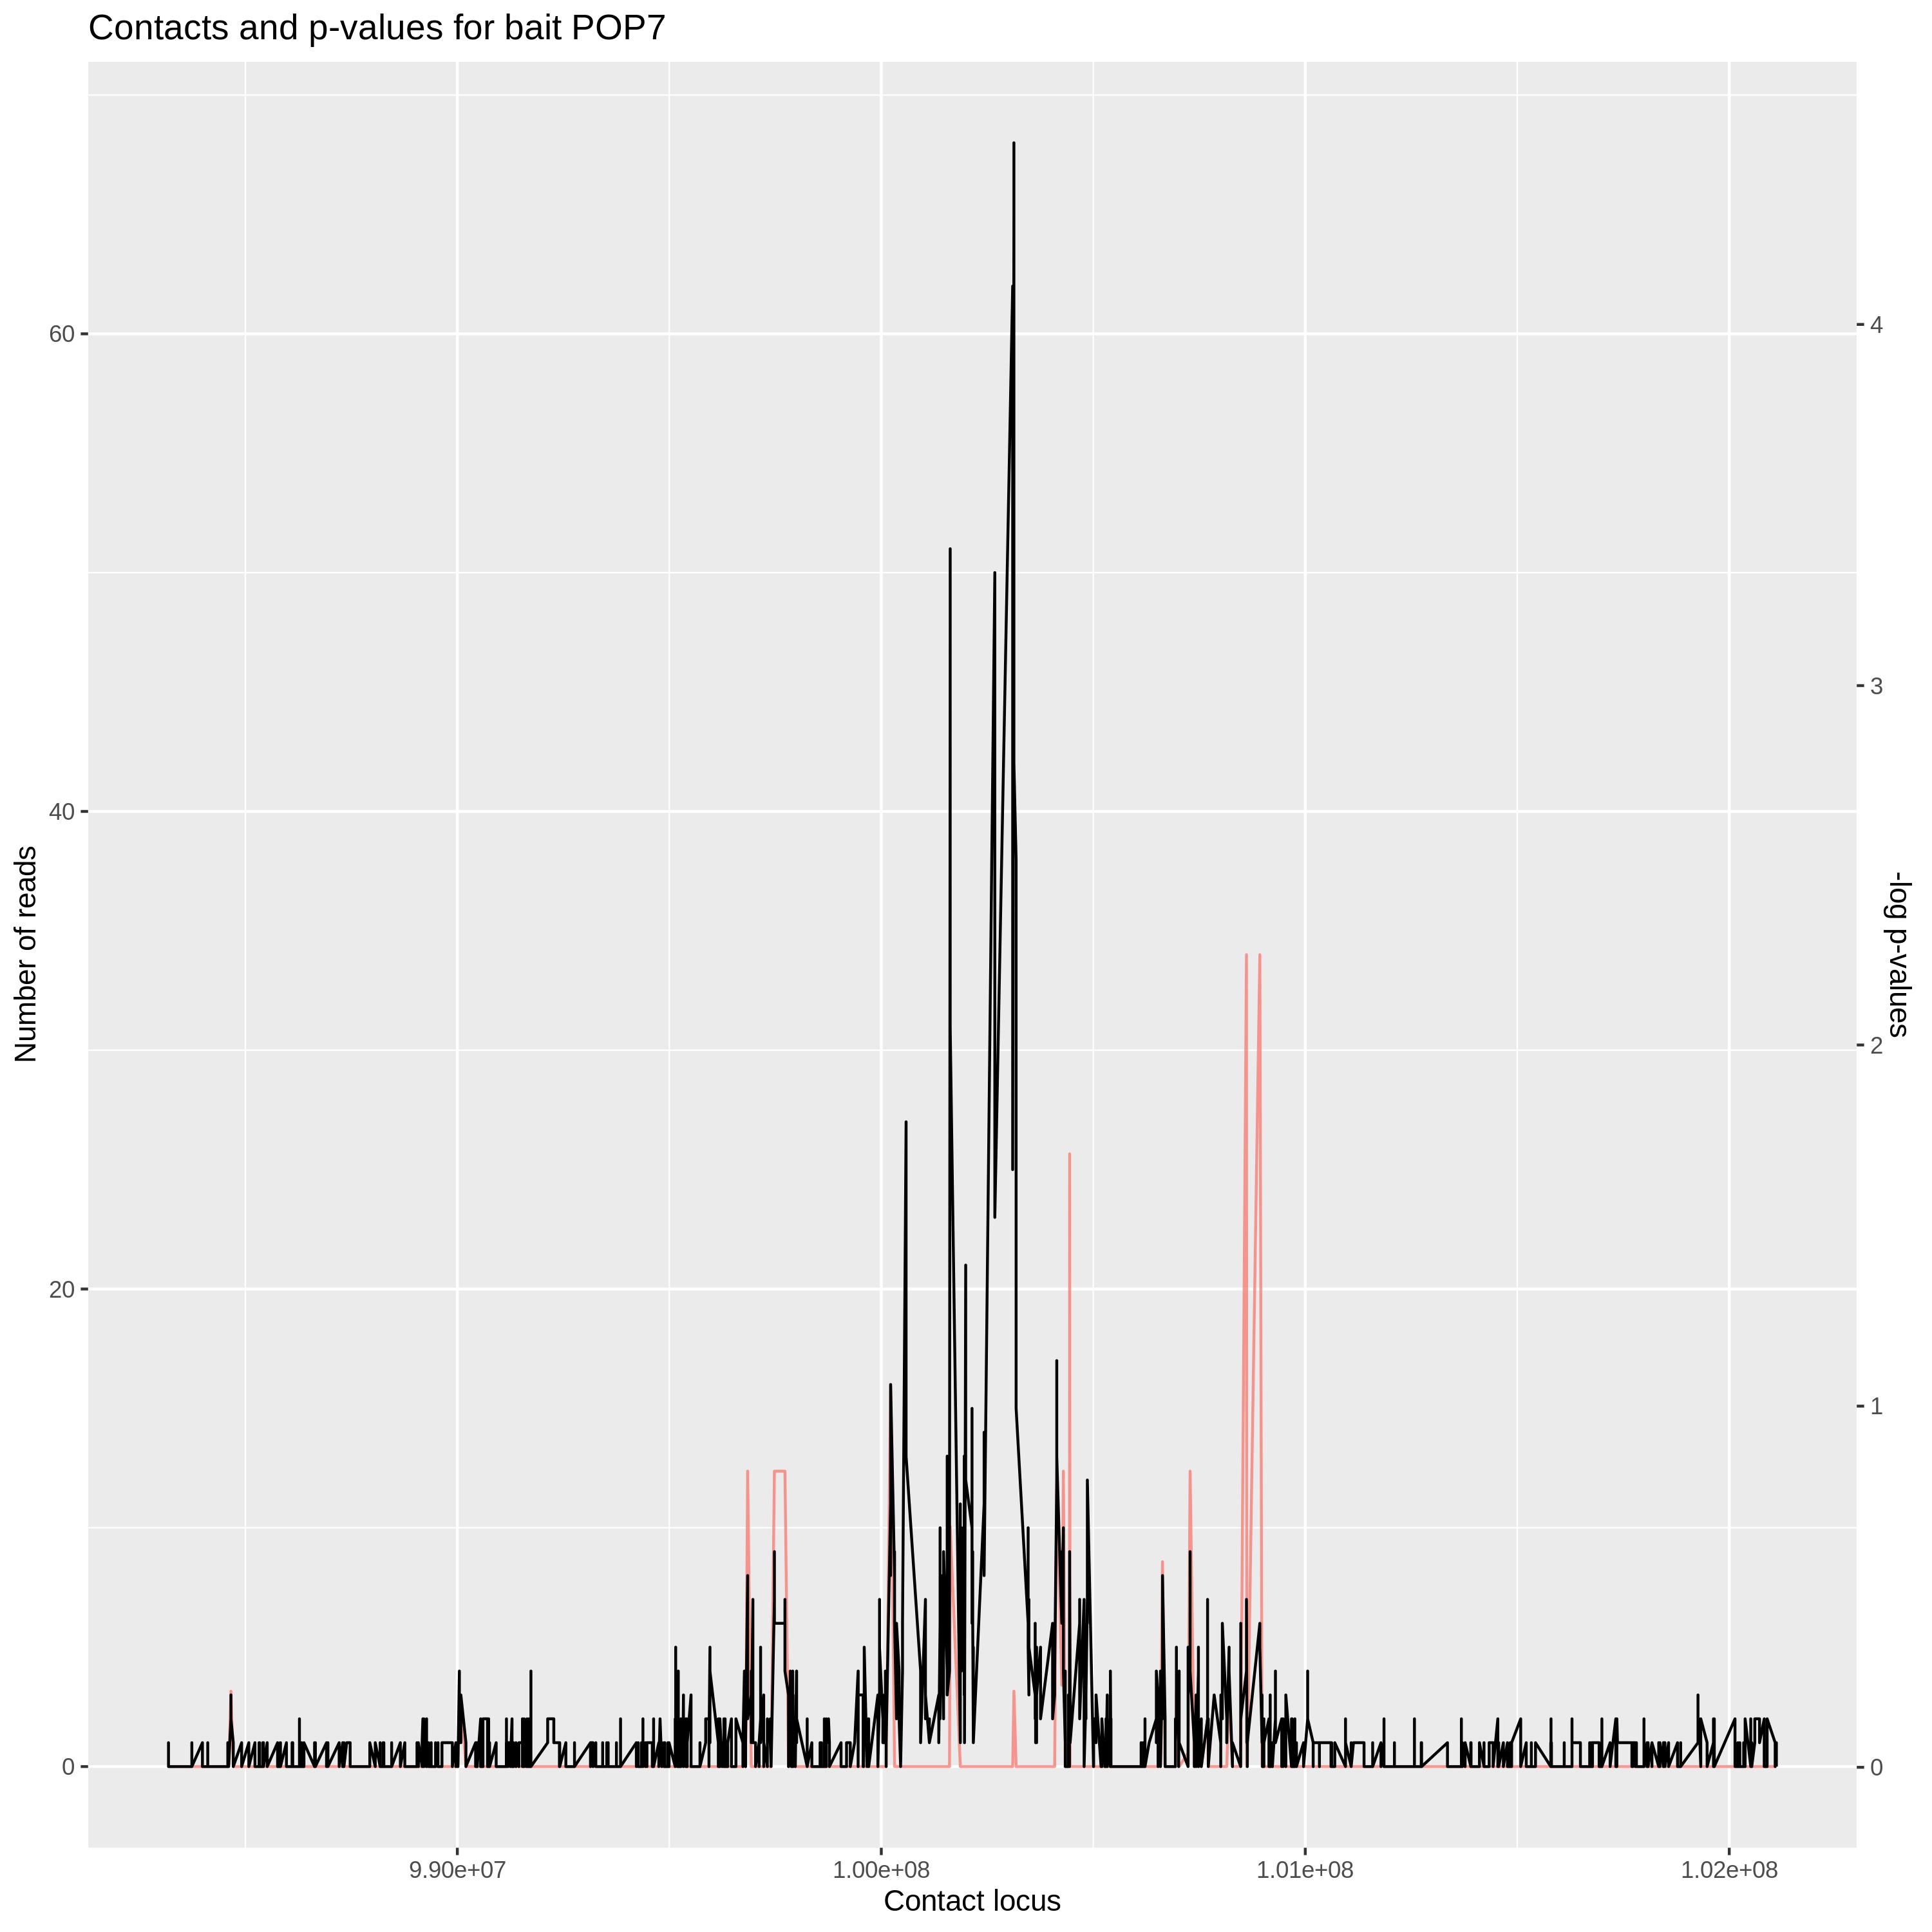 Contacts and p-values for bait POP7
60
40
20
0
4
3
2
1
0
Number of reads
-log p-values
9.90e+07 1.00e+08 1.01e+08 1.02e+08
Contact locus